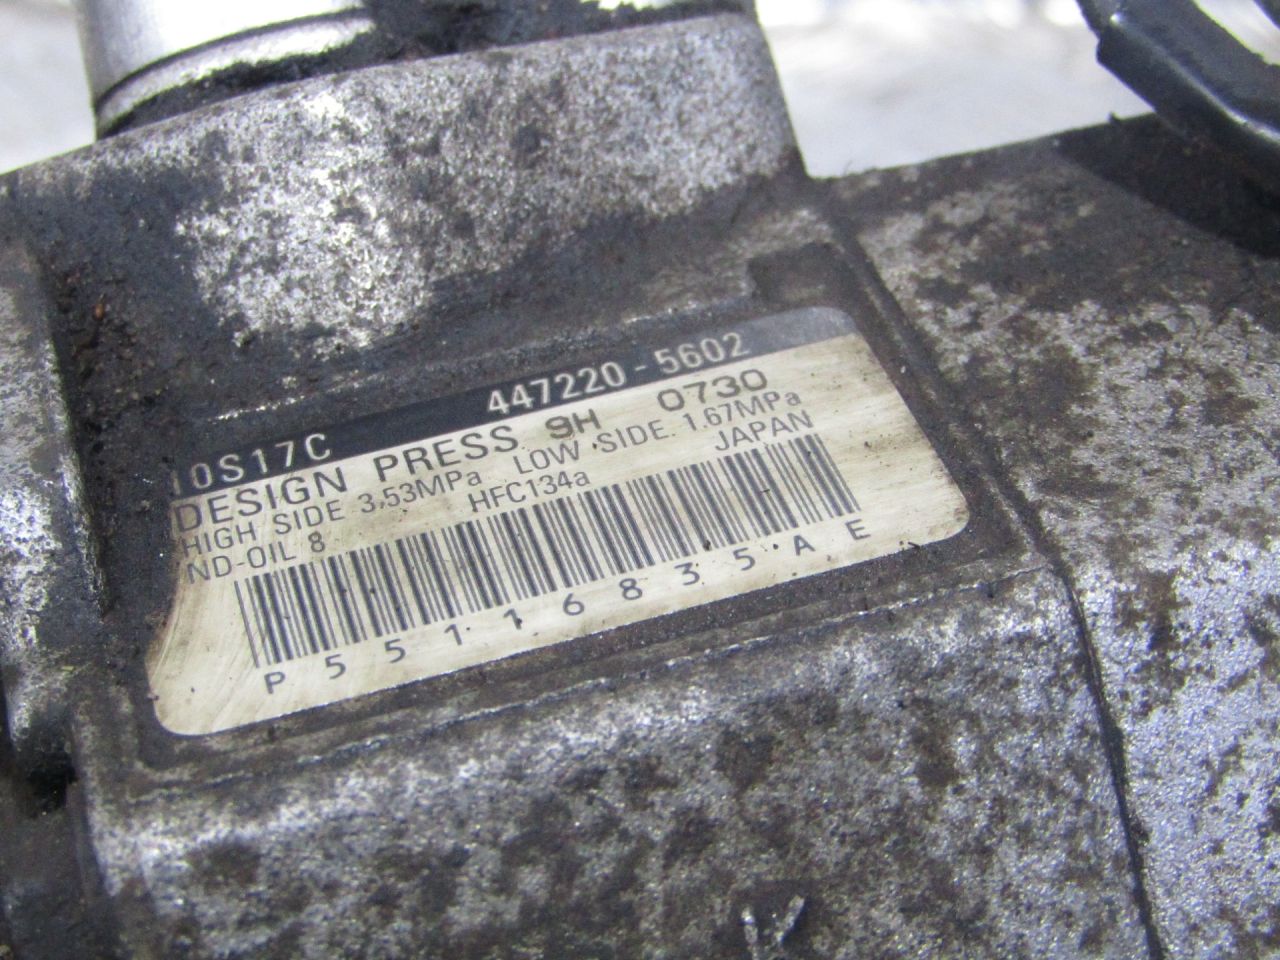 10S17C 447220-5602
DESIGN PRESS 9H 0730
HIGH SIDE 3.53MPa LOW SIDE 1.67MPa
ND-OIL 8 HFC134a JAPAN
P55116835AE